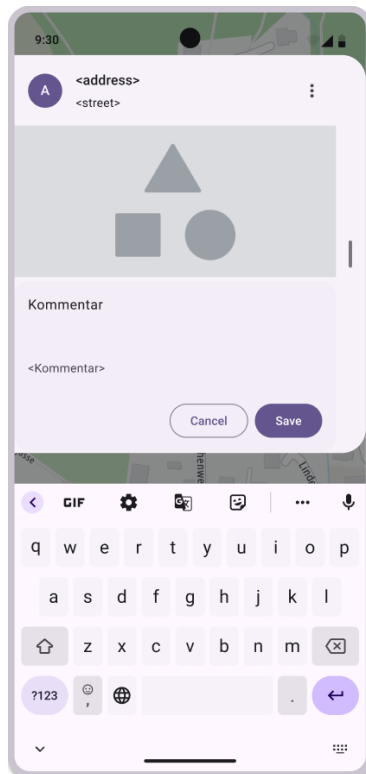 9:30
A
<address>
<street>
Kommentar
<Kommentar>
Cancel
Save
GIF
q w e r t y u i o p
a s d f g h j k l
z x c v b n m
?123 , .